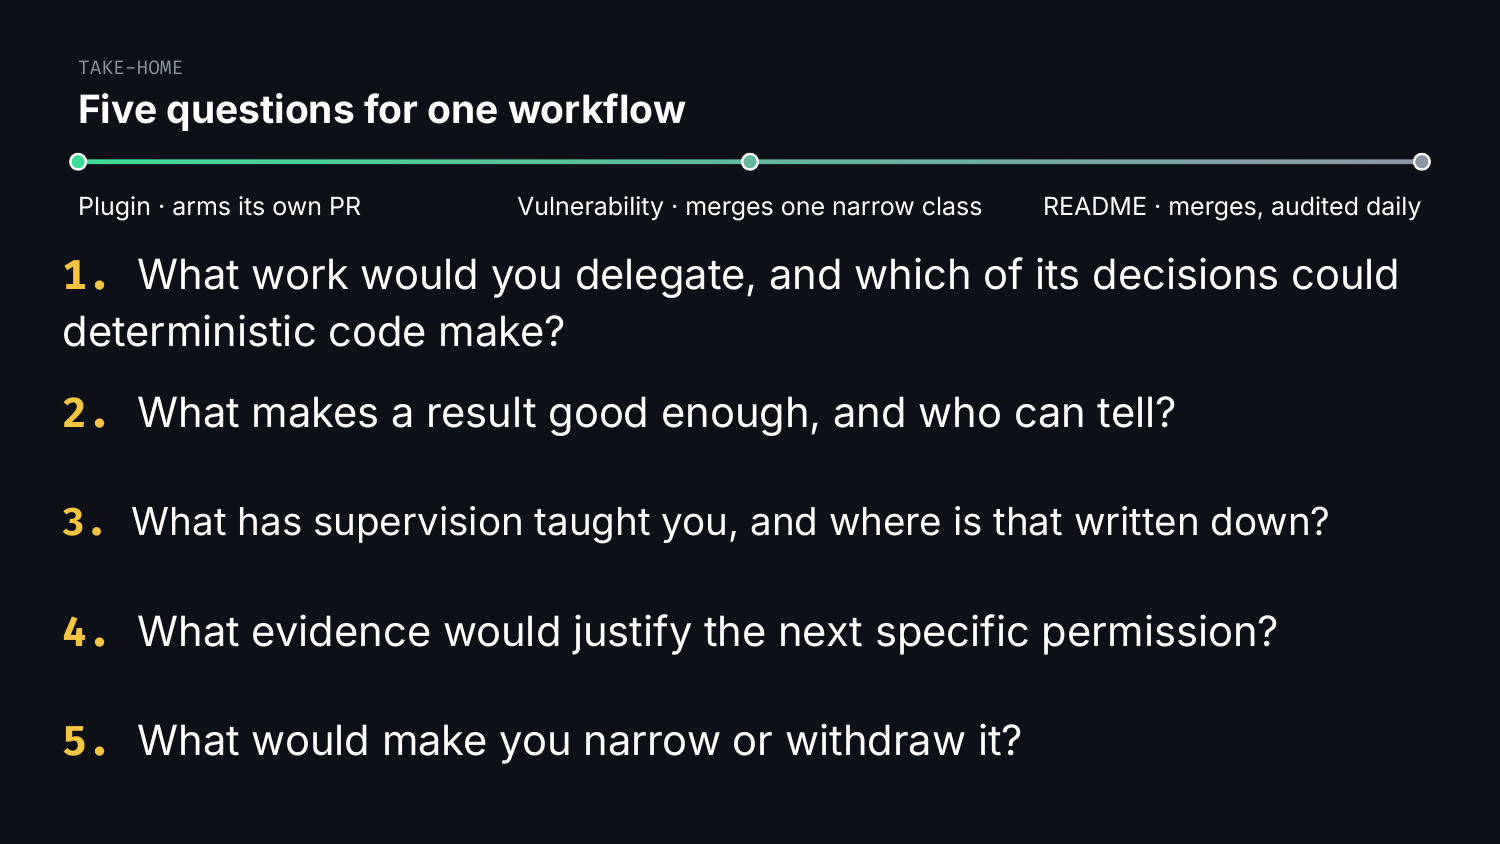 TAKE-HOME
Five questions for one workflow
Plugin · arms its own PR
Vulnerability · merges one narrow class
README · merges, audited daily
1. What work would you delegate, and which of its decisions could
deterministic code make?
2. What makes a result good enough, and who can tell?
3. What has supervision taught you, and where is that written down?
4. What evidence would justify the next specific permission?
5. What would make you narrow or withdraw it?